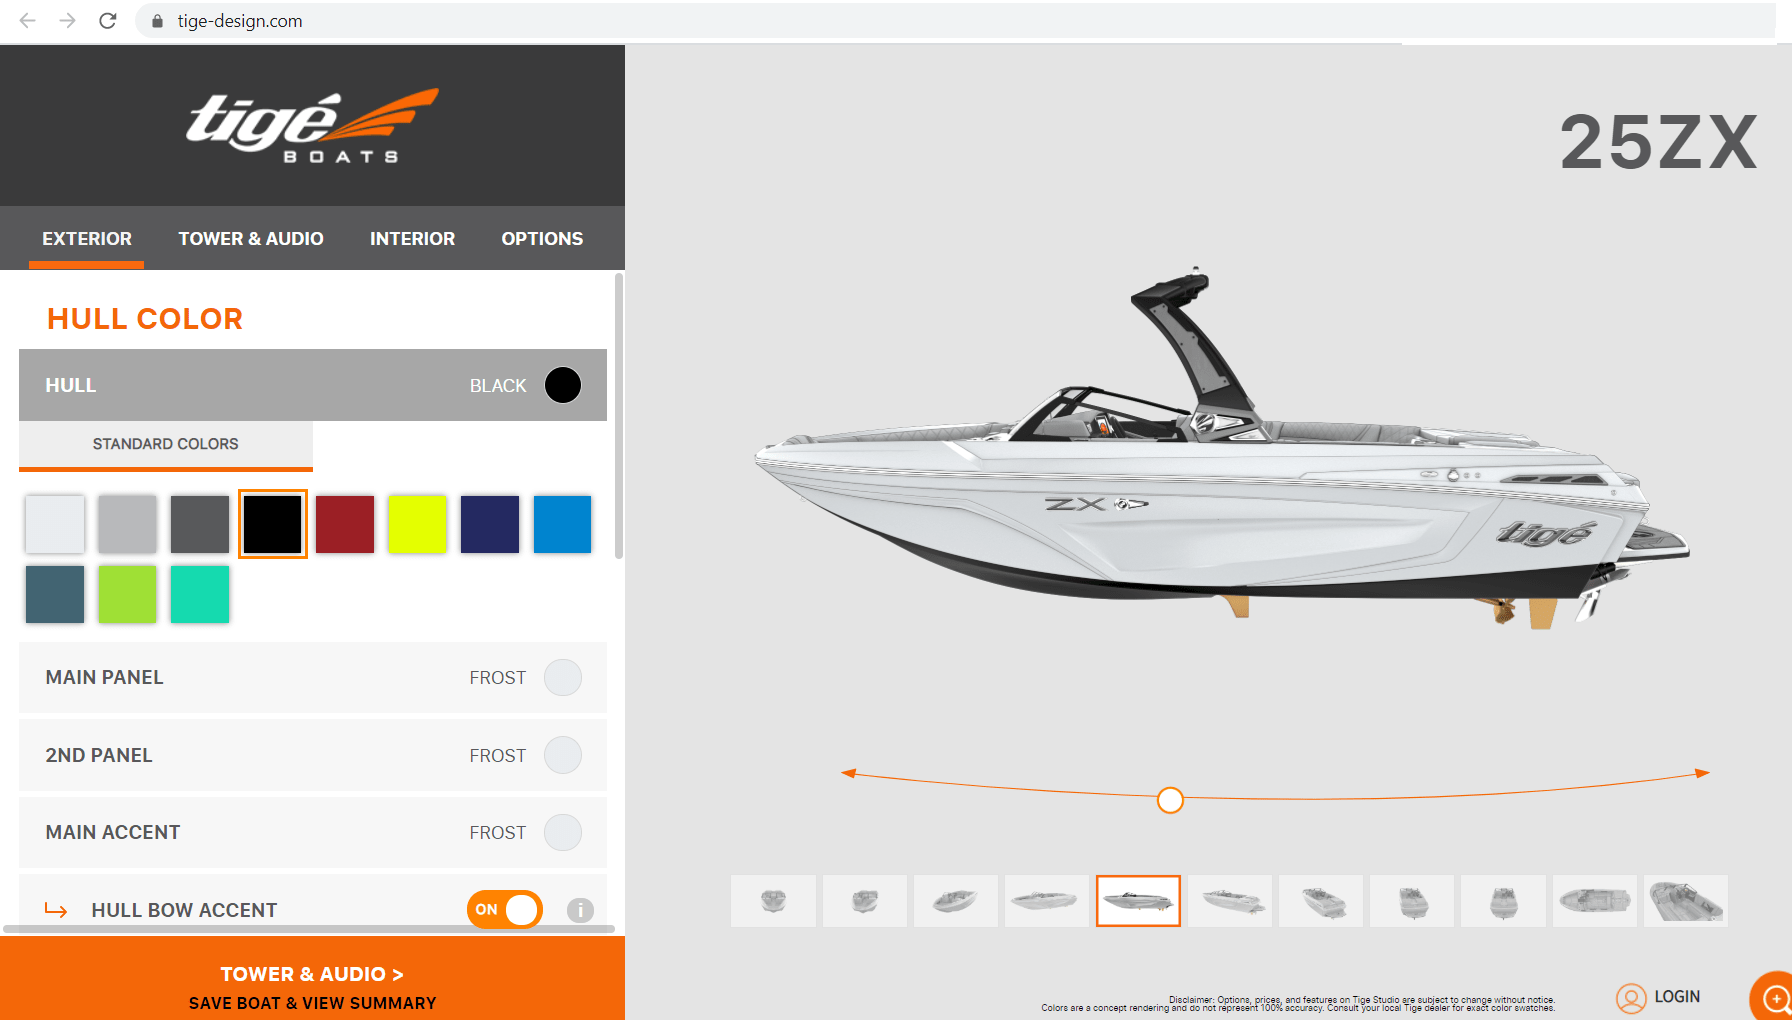 tige-design.com
tigé
BOATS
25ZX
EXTERIOR
TOWER & AUDIO
INTERIOR
OPTIONS
HULL COLOR
HULL
BLACK
STANDARD COLORS
MAIN PANEL
FROST
2ND PANEL
FROST
MAIN ACCENT
FROST
HULL BOW ACCENT
ON
i
TOWER & AUDIO >
SAVE BOAT & VIEW SUMMARY
ZX
tigé
Disclaimer: Options, prices, and features on Tige Studio are subject to change without notice.
Colors are a concept rendering and do not represent 100% accuracy. Consult your local Tige dealer for exact color swatches.
LOGIN